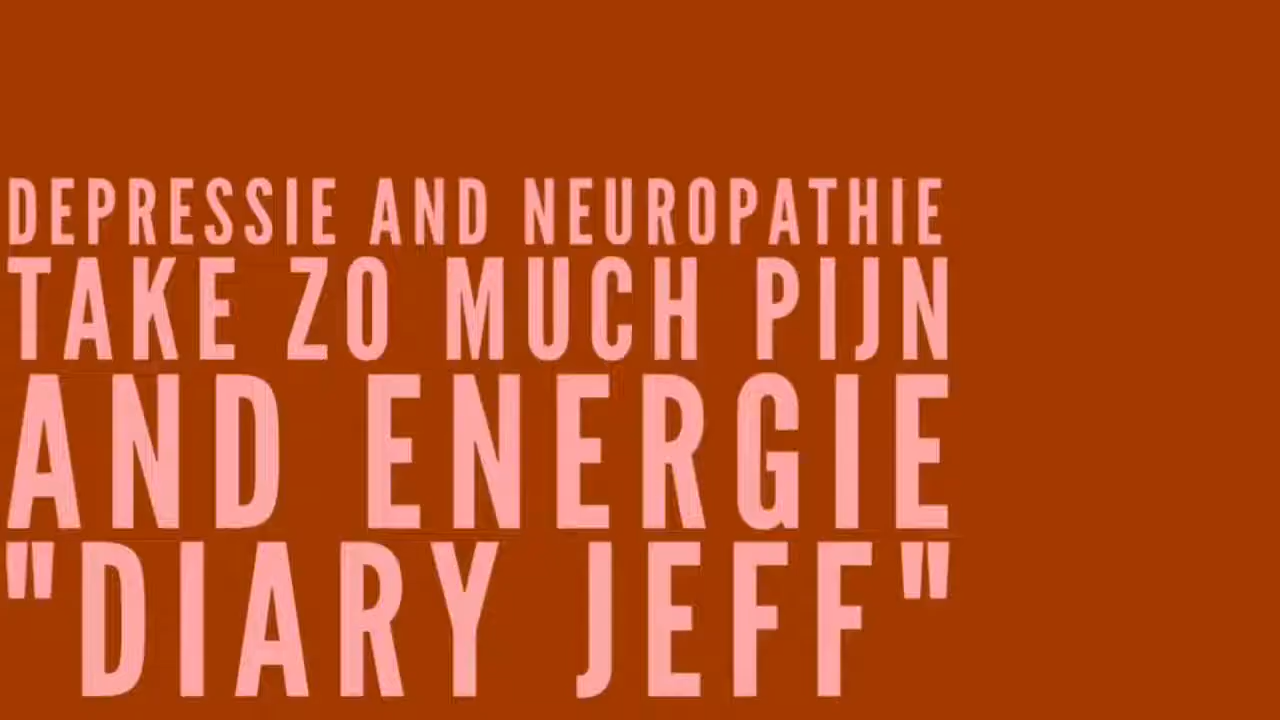 DEPRESSIE AND NEUROPATHIE
TAKE ZO MUCH PIJN
AND ENERGIE
"DIARY JEFF"